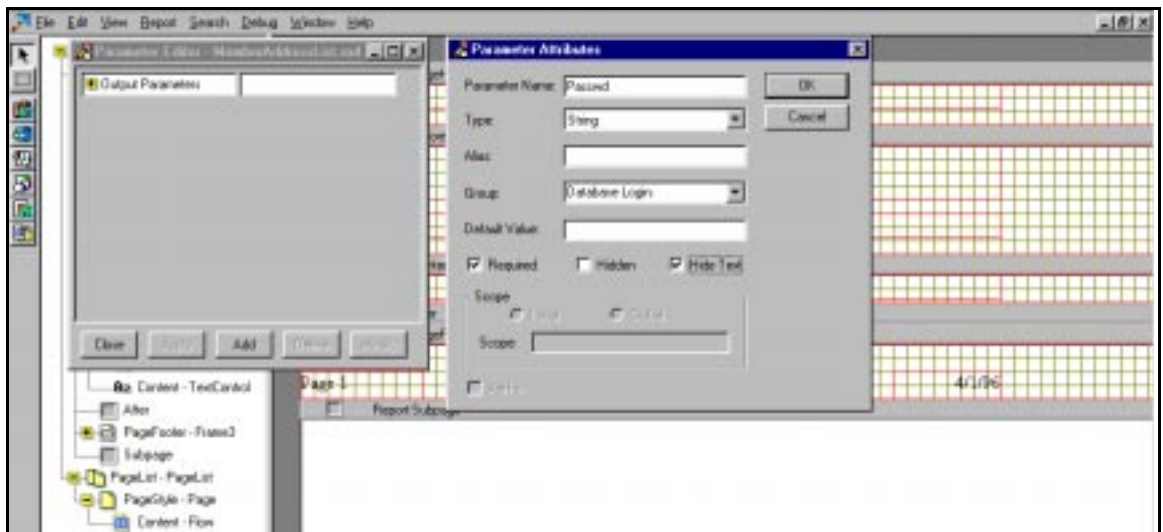 File Edit View Report Search Debug Window Help
Parameter Editor -
Output Parameters
Close
Add
Parameter Attributes
Parameter Name:
Type: String
Alias:
Group: Database Login
Default Value:
Required Hidden Hide Text
Scope
Scope:
OK
Cancel
Content - TextControl
After
PageFooter - Frame3
Subpage
PageList - PageList
PageStyle - Page
Content - Flow
Page 1
4/1/96
Report Subpage